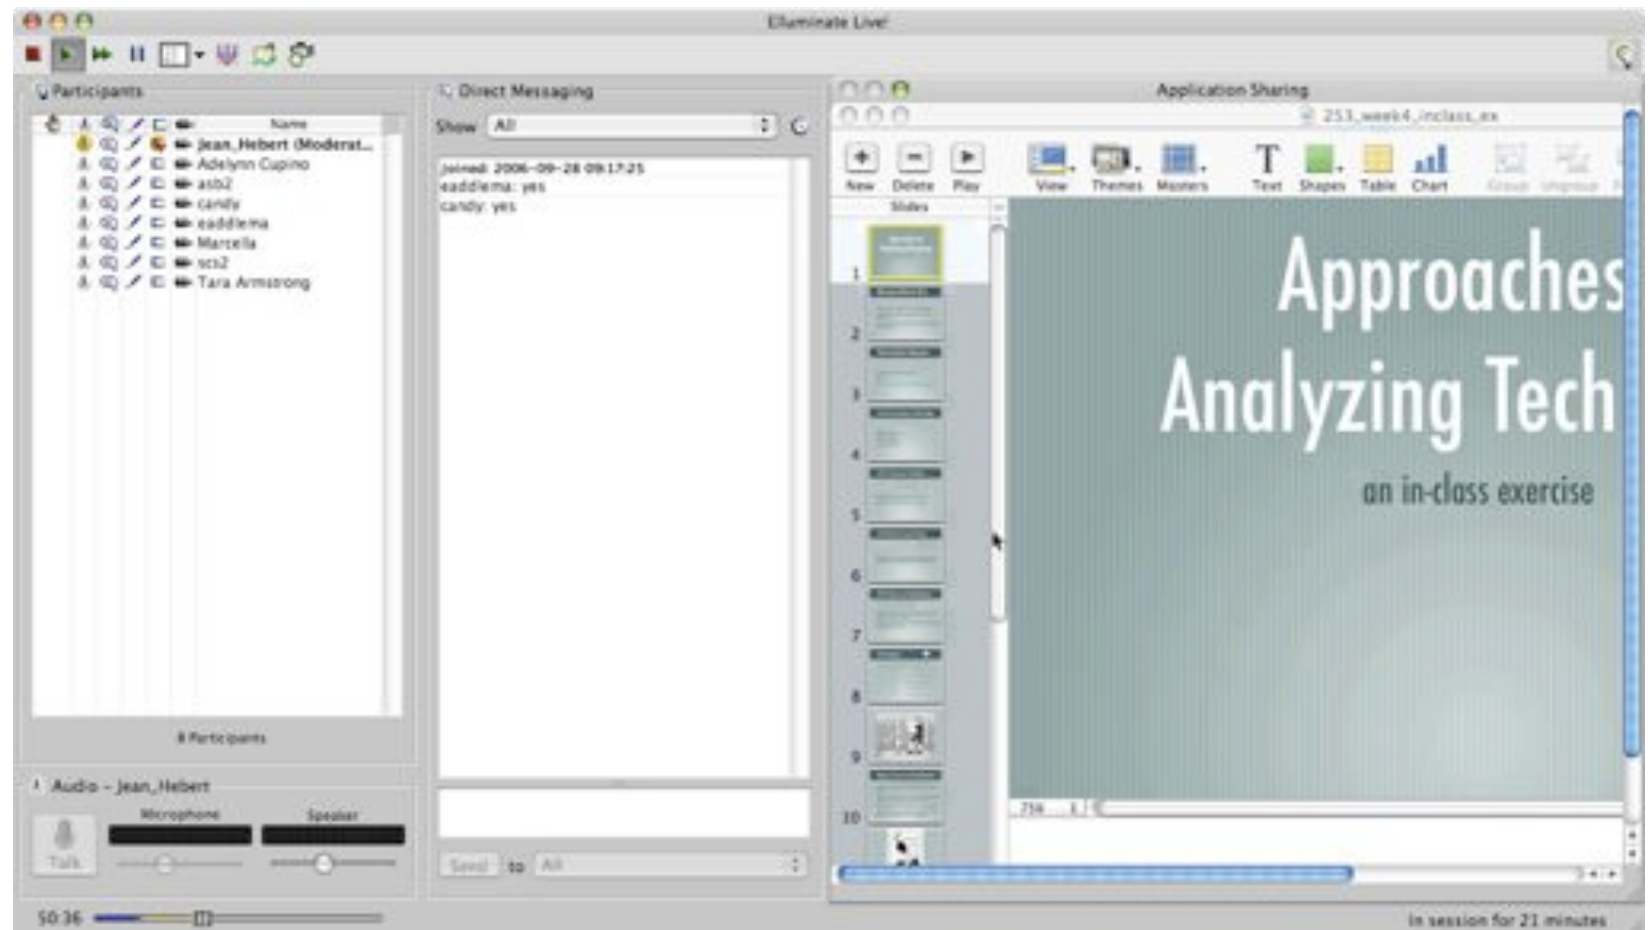 Elluminate Live!
Participants
Name
Jean_Hebert (Moderat...
Adelynn Cupino
asb2
candy
eaddlema
Marcella
scs2
Tara Armstrong
8 Participants
Audio - Jean_Hebert
Microphone Speaker
Talk
50:36
Direct Messaging
Show All
Joined: 2006-09-28 09:17:25
eaddlema: yes
candy: yes
Send to All
Application Sharing
253_week4_inclass_ex
New Delete Play View Themes Masters Text Shapes Table Chart Group Ungroup
Slides
1
2
3
4
5
6
7
8
9
10
Approaches
Analyzing Tech
an in-class exercise
In session for 21 minutes